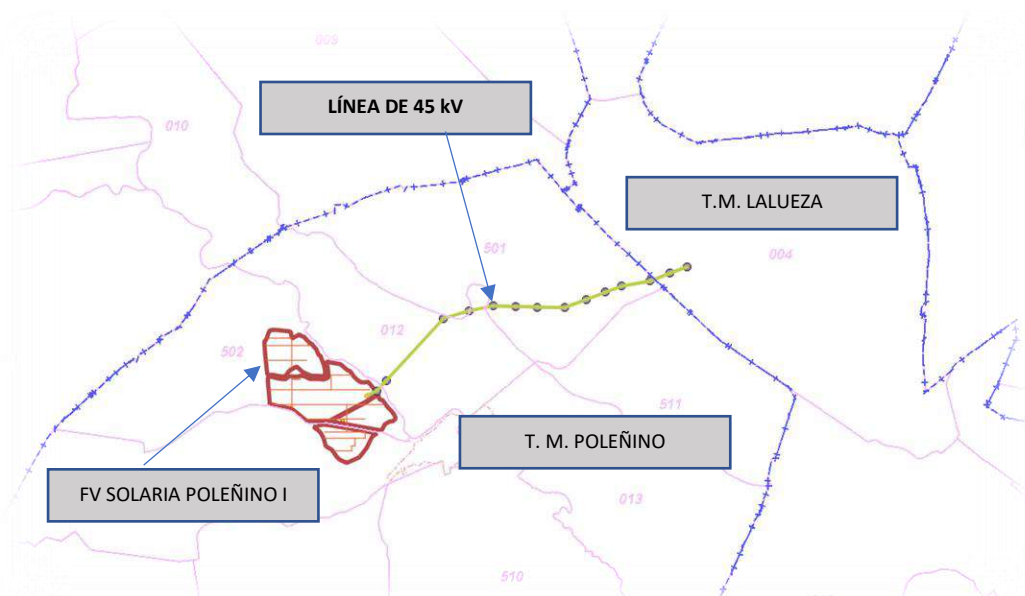 009
LÍNEA DE 45 kV
010
T.M. LALUEZA
501
004
012
502
511
T. M. POLEÑINO
FV SOLARIA POLEÑINO I
013
510